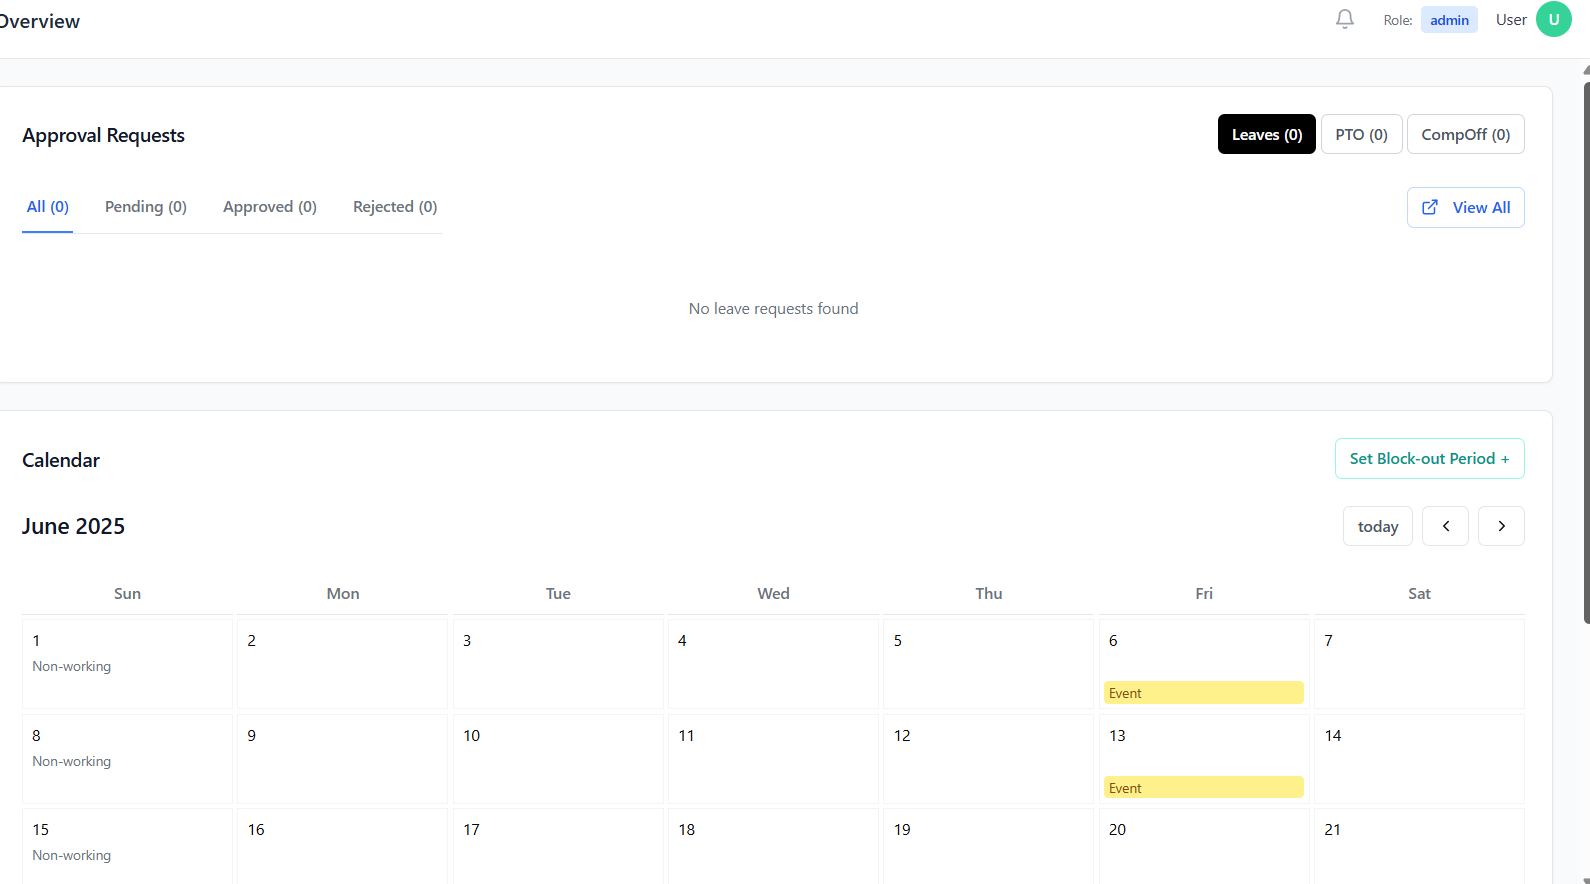 Overview
Role: admin User U
Approval Requests
Leaves (0) PTO (0) CompOff (0)
All (0) Pending (0) Approved (0) Rejected (0)
View All
No leave requests found
Calendar
Set Block-out Period +
June 2025
today
Sun Mon Tue Wed Thu Fri Sat
1 2 3 4 5 6 7
Non-working
Event
8 9 10 11 12 13 14
Non-working
Event
15 16 17 18 19 20 21
Non-working